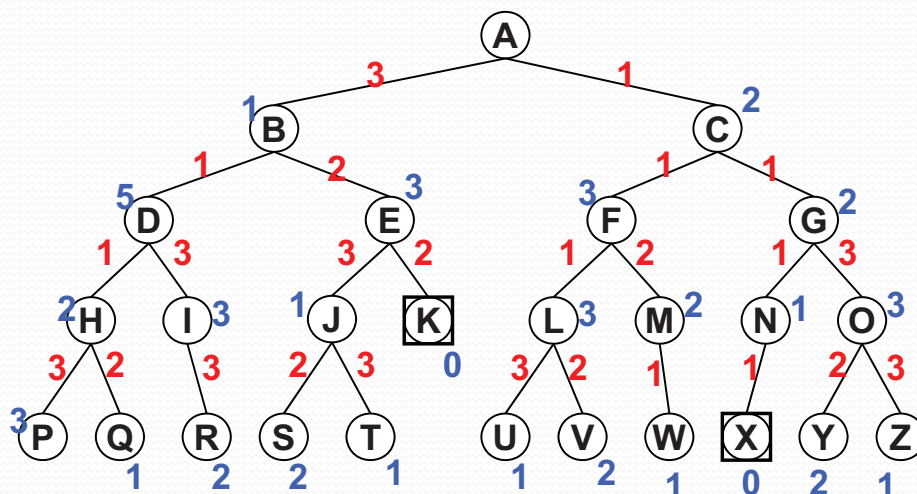 A
3 1
1 B C 2
1 2 1 1
5 D E 3 3 F G 2
1 3 3 2 1 2 1 3
2 H I 3 1 J K L 3 M 2 N 1 O 3
0
3 2 3 2 3 3 2 1 1 2 3
3 P Q R S T U V W X Y Z
1 2 2 1 1 2 1 0 2 1